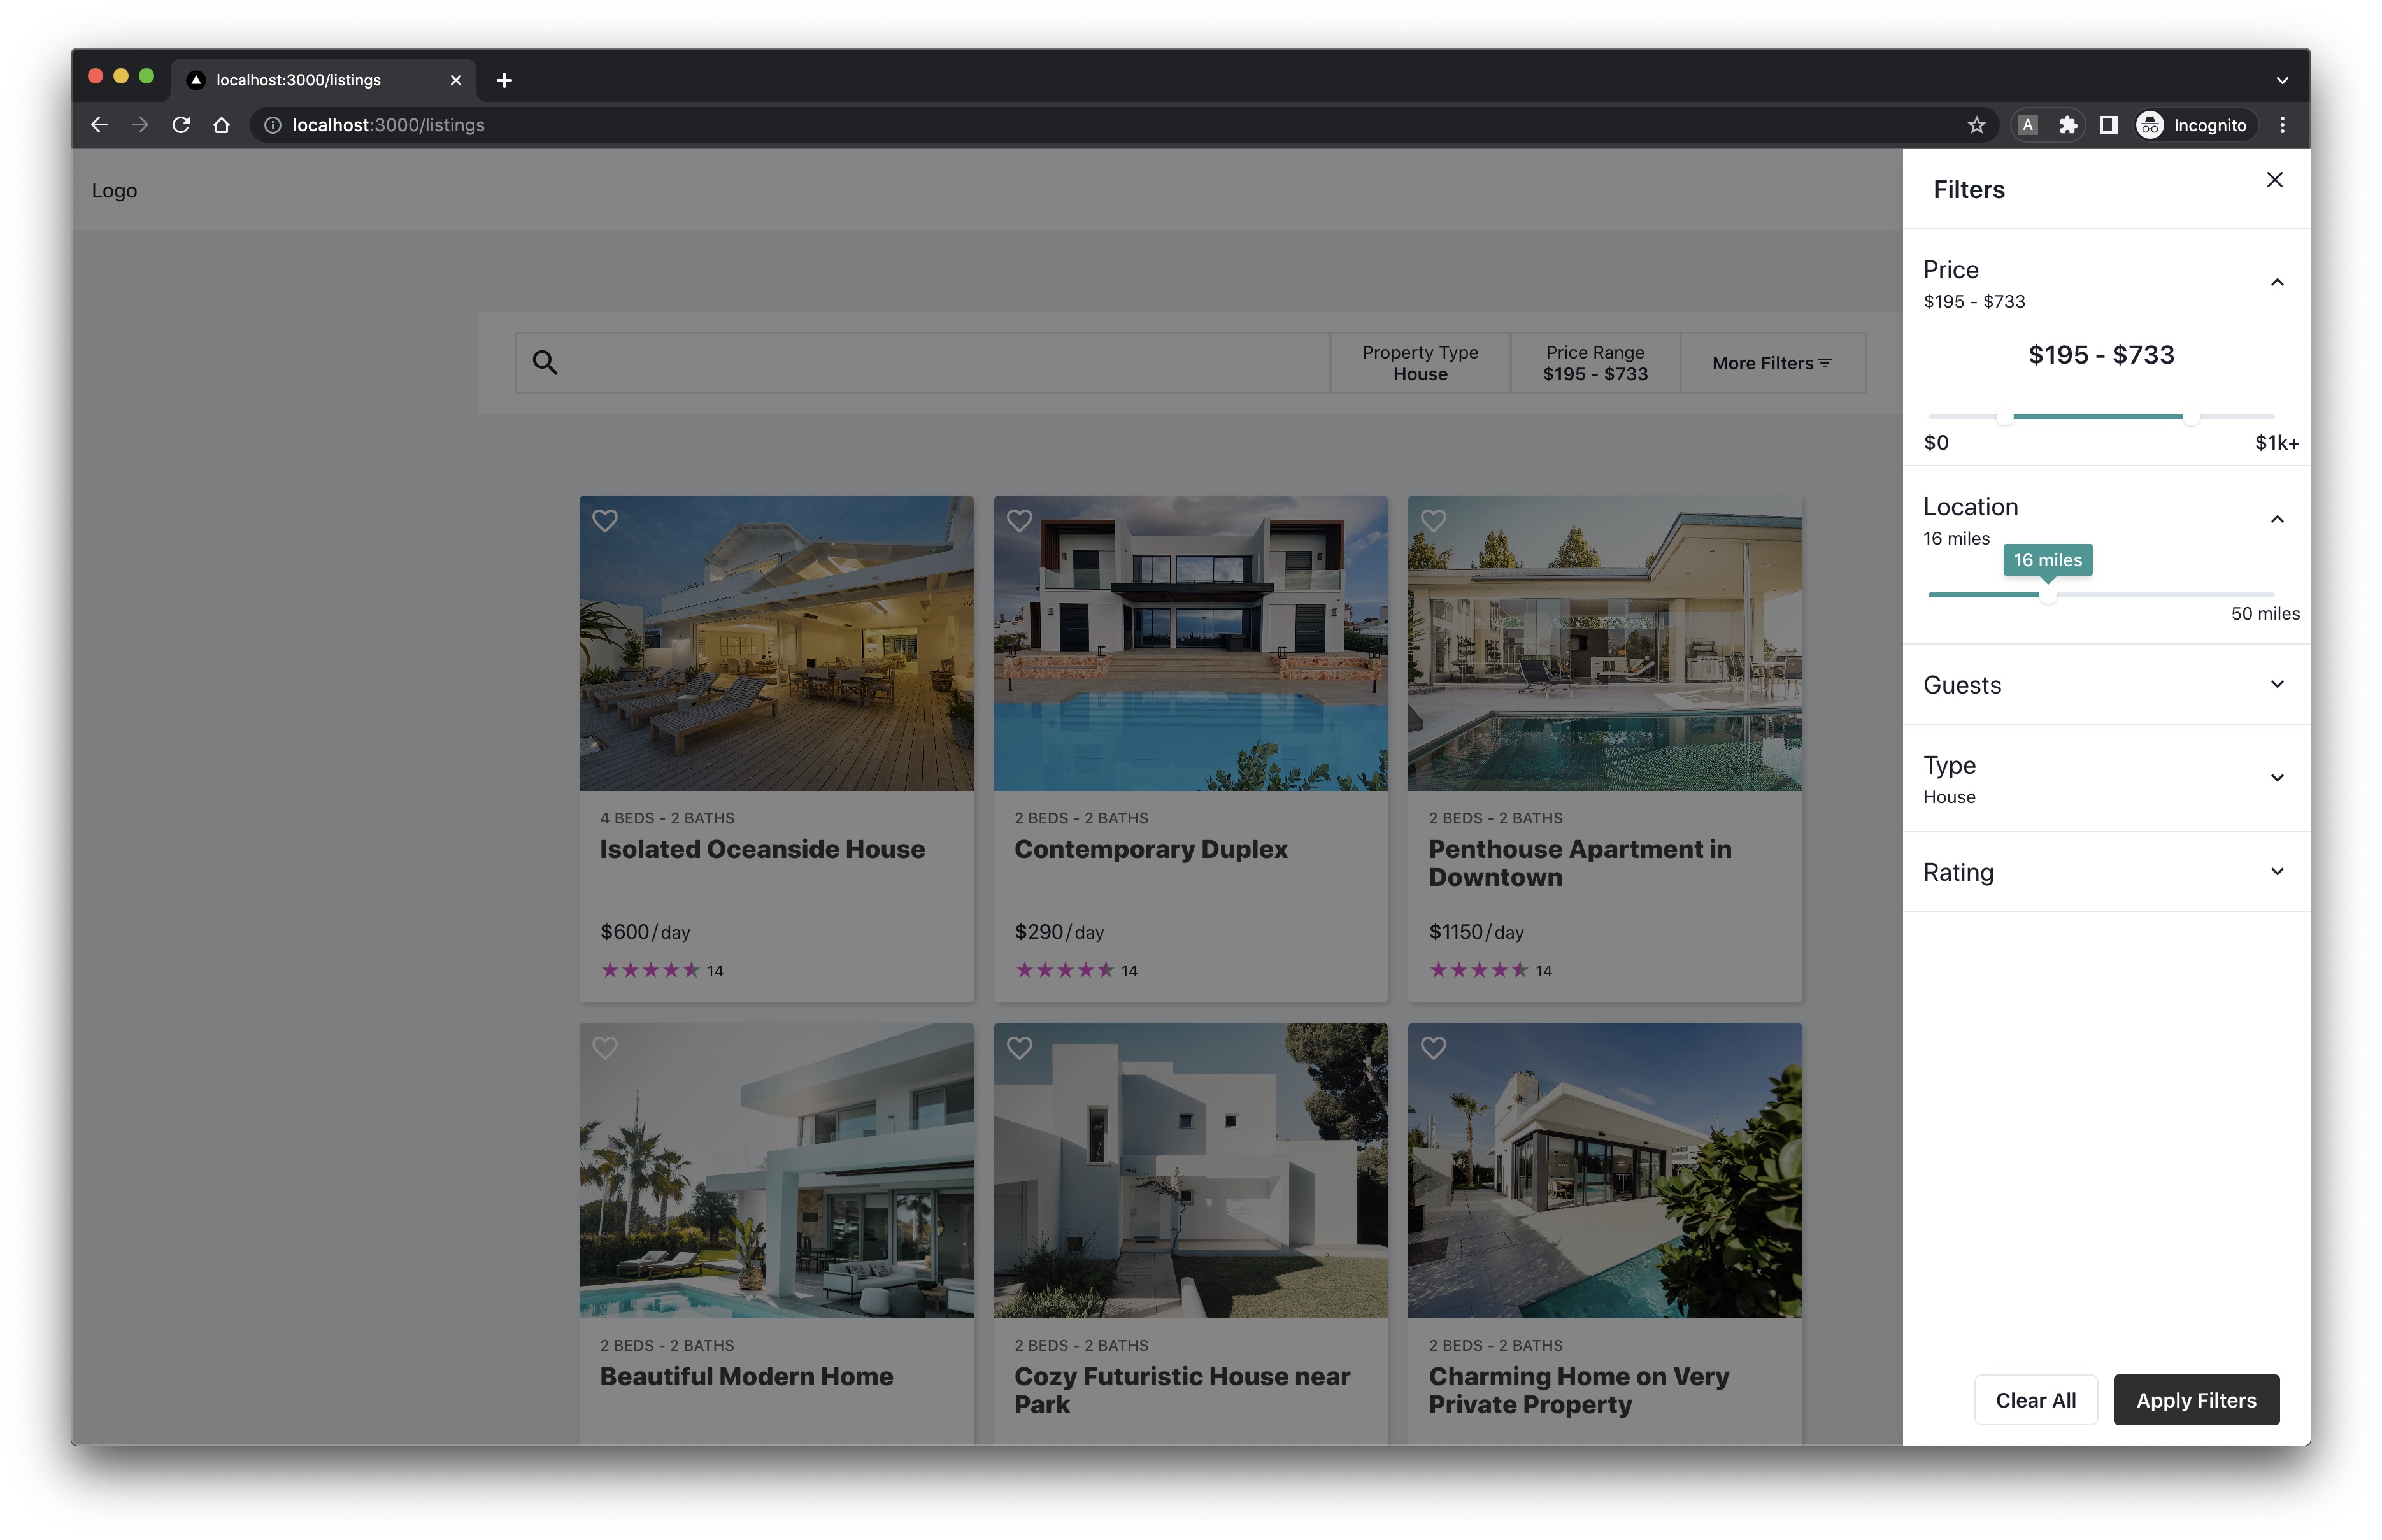 localhost:3000/listings
localhost:3000/listings
A
Incognito
Logo
Property Type
House
Price Range
$195 - $733
More Filters
4 BEDS - 2 BATHS
Isolated Oceanside House
$600/day
14
2 BEDS - 2 BATHS
Contemporary Duplex
$290/day
14
2 BEDS - 2 BATHS
Penthouse Apartment in
Downtown
$1150/day
14
2 BEDS - 2 BATHS
Beautiful Modern Home
2 BEDS - 2 BATHS
Cozy Futuristic House near
Park
2 BEDS - 2 BATHS
Charming Home on Very
Private Property
Filters
Price
$195 - $733
$195 - $733
$0
$1k+
Location
16 miles
16 miles
50 miles
Guests
Type
House
Rating
Clear All
Apply Filters